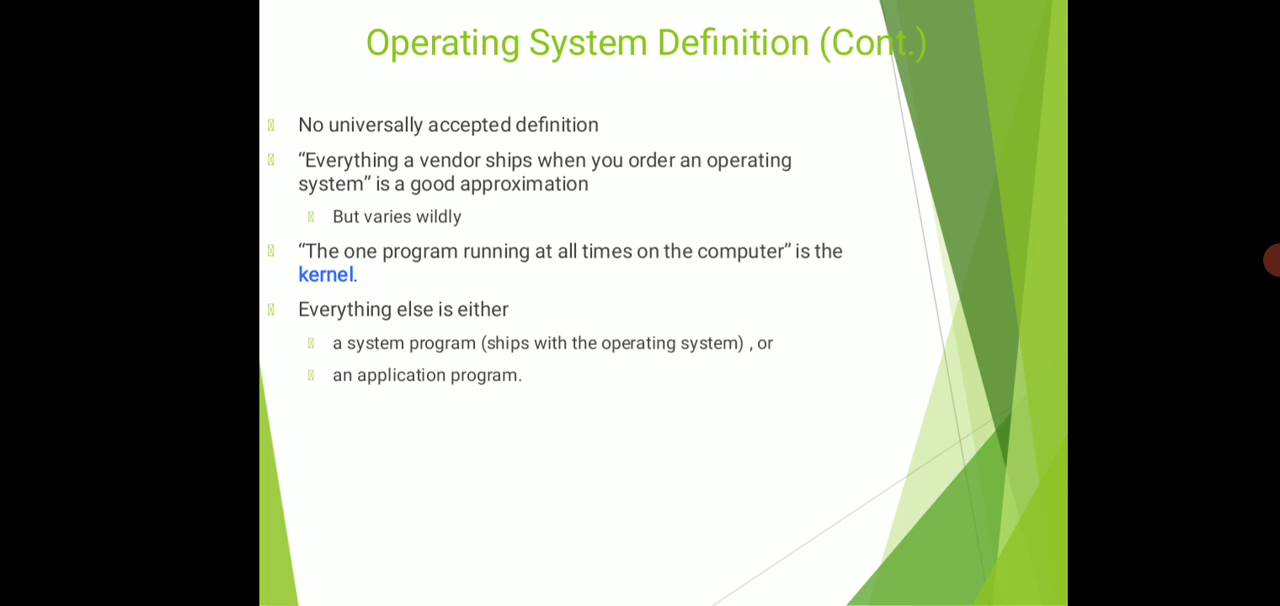 Operating System Definition (Cont.)
No universally accepted definition
“Everything a vendor ships when you order an operating
system” is a good approximation
But varies wildly
“The one program running at all times on the computer” is the
kernel.
Everything else is either
a system program (ships with the operating system) , or
an application program.